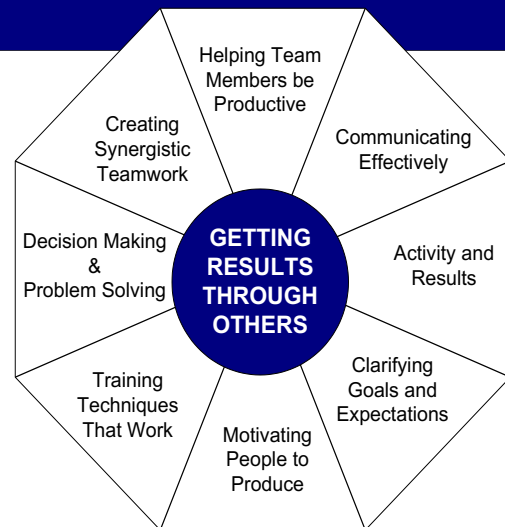 Helping Team
Members be
Productive
Communicating
Effectively
Activity and
Results
Clarifying
Goals and
Expectations
Motivating
People to
Produce
Training
Techniques
That Work
Decision Making
&
Problem Solving
Creating
Synergistic
Teamwork
GETTING
RESULTS
THROUGH
OTHERS